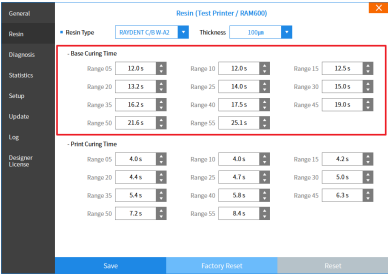 General
Resin (Test Printer / RAM600)
Resin
• Resin Type RAYDENT C/B W-A2 Thickness 100µm
Diagnosis
Statistics
Setup
Update
Log
Designer
License
- Base Curing Time
Range 05 12.0 s Range 10 12.0 s Range 15 12.5 s
Range 20 13.2 s Range 25 14.0 s Range 30 15.0 s
Range 35 16.2 s Range 40 17.5 s Range 45 19.0 s
Range 50 21.6 s Range 55 25.1 s
- Print Curing Time
Range 05 4.0 s Range 10 4.0 s Range 15 4.2 s
Range 20 4.4 s Range 25 4.7 s Range 30 5.0 s
Range 35 5.4 s Range 40 5.8 s Range 45 6.3 s
Range 50 7.2 s Range 55 8.4 s
Save Factory Reset Reset